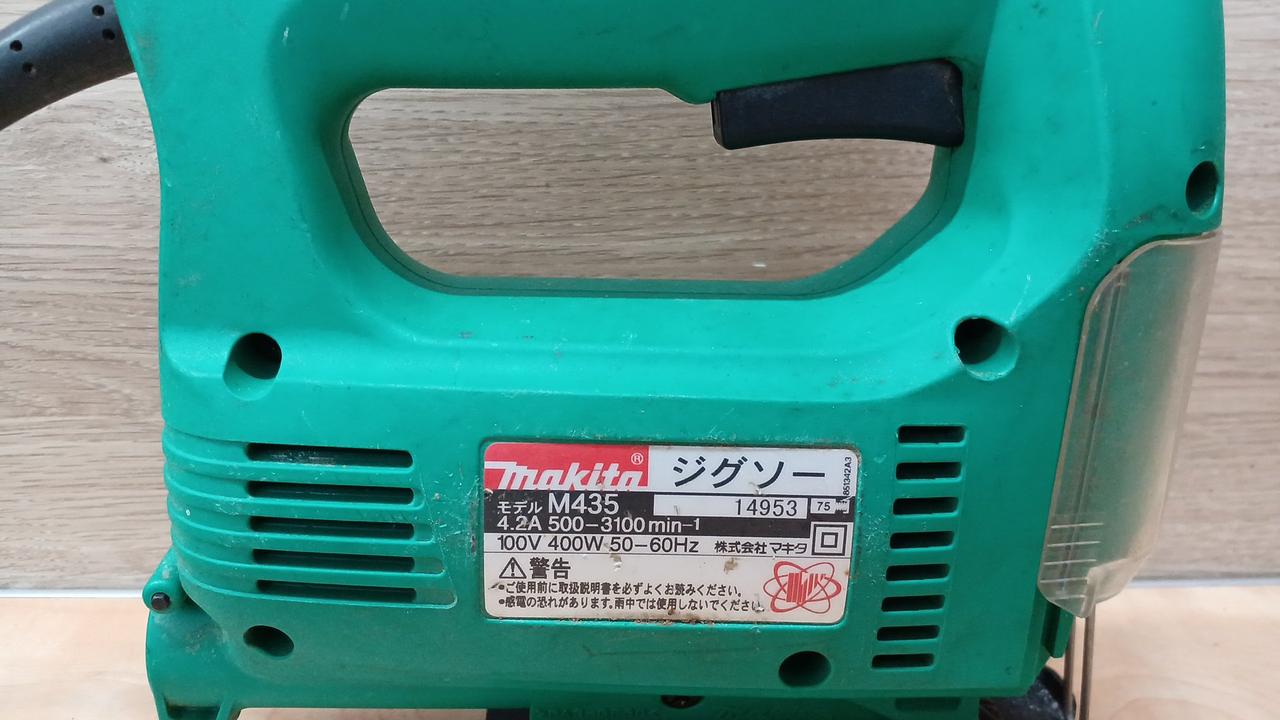 makita® ジグソー
モデル M435 14953 75
4.2A 500-3100min-1
100V 400W 50-60Hz 株式会社 マキタ
警告
•ご使用前に取扱説明書を必ずよくお読みください。
•感電の恐れがあります。雨中では使用しないでください。
851342A3